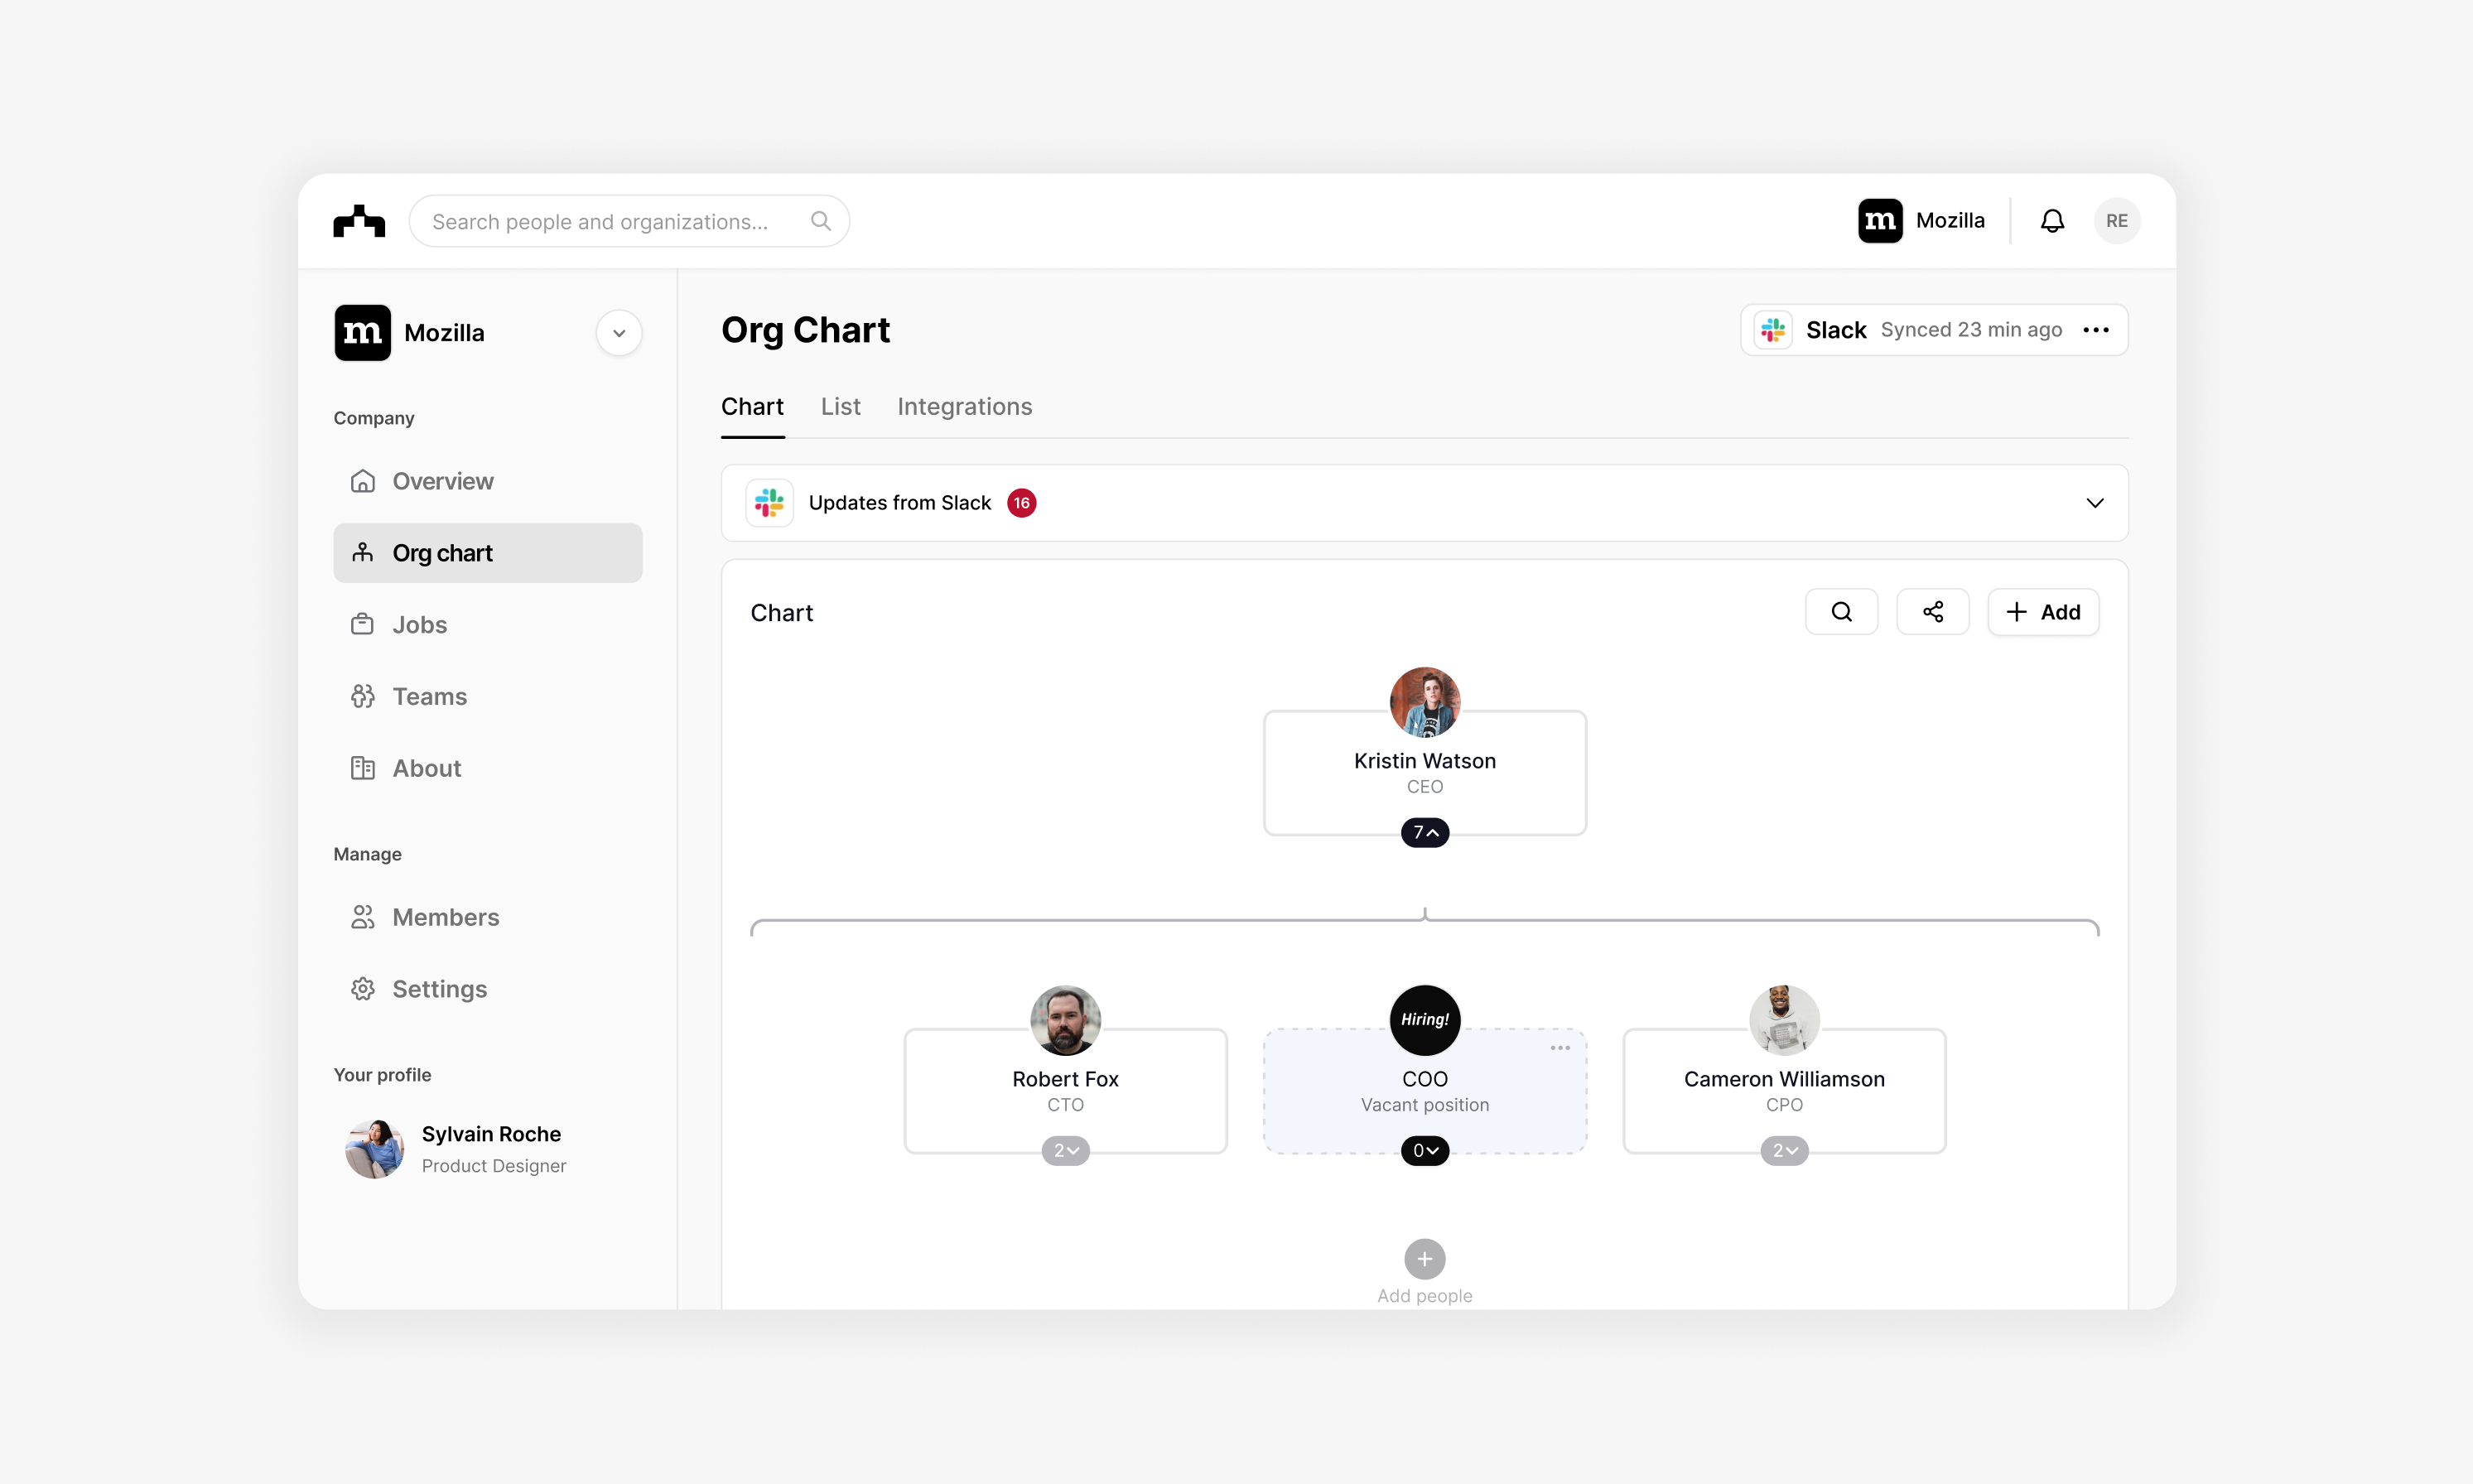 Search people and organizations...
m
Mozilla
RE
m
Mozilla
Company
Overview
Org chart
Jobs
Teams
About
Manage
Members
Settings
Your profile
Sylvain Roche
Product Designer
Org Chart
Slack
Synced 23 min ago
Chart
List
Integrations
Updates from Slack
16
Chart
Add
Kristin Watson
CEO
7
Robert Fox
CTO
2
Hiring!
COO
Vacant position
0
Cameron Williamson
CPO
2
Add people